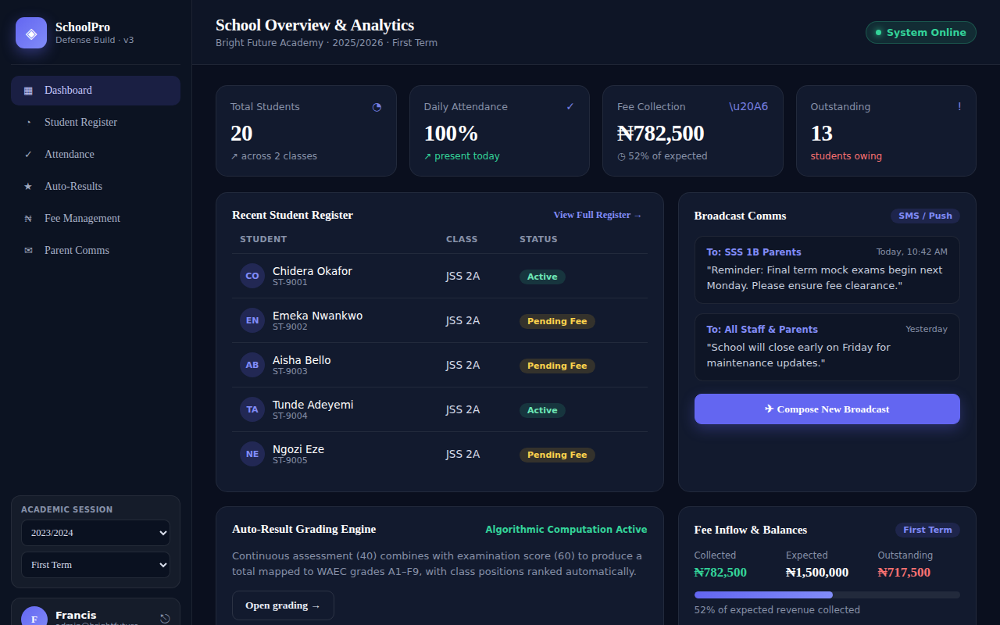 SchoolPro
Defense Build · v3
Dashboard
Student Register
✓ Attendance
★ Auto-Results
₦ Fee Management
✉ Parent Comms
ACADEMIC SESSION
2023/2024
First Term
F
Francis
School Overview & Analytics
Bright Future Academy · 2025/2026 · First Term
System Online
Total Students
20
↗ across 2 classes
Daily Attendance ✓
100%
↗ present today
Fee Collection \u20A6
₦782,500
52% of expected
Outstanding !
13
students owing
Recent Student Register
View Full Register →
STUDENT CLASS STATUS
CO Chidera Okafor JSS 2A Active
ST-9001
EN Emeka Nwankwo JSS 2A Pending Fee
ST-9002
AB Aisha Bello JSS 2A Pending Fee
ST-9003
TA Tunde Adeyemi JSS 2A Active
ST-9004
NE Ngozi Eze JSS 2A Pending Fee
ST-9005
Broadcast Comms
SMS / Push
To: SSS 1B Parents Today, 10:42 AM
"Reminder: Final term mock exams begin next
Monday. Please ensure fee clearance."
To: All Staff & Parents Yesterday
"School will close early on Friday for
maintenance updates."
✈ Compose New Broadcast
Auto-Result Grading Engine
Algorithmic Computation Active
Continuous assessment (40) combines with examination score (60) to produce a
total mapped to WAEC grades A1–F9, with class positions ranked automatically.
Open grading →
Fee Inflow & Balances
First Term
Collected Expected Outstanding
₦782,500 ₦1,500,000 ₦717,500
52% of expected revenue collected